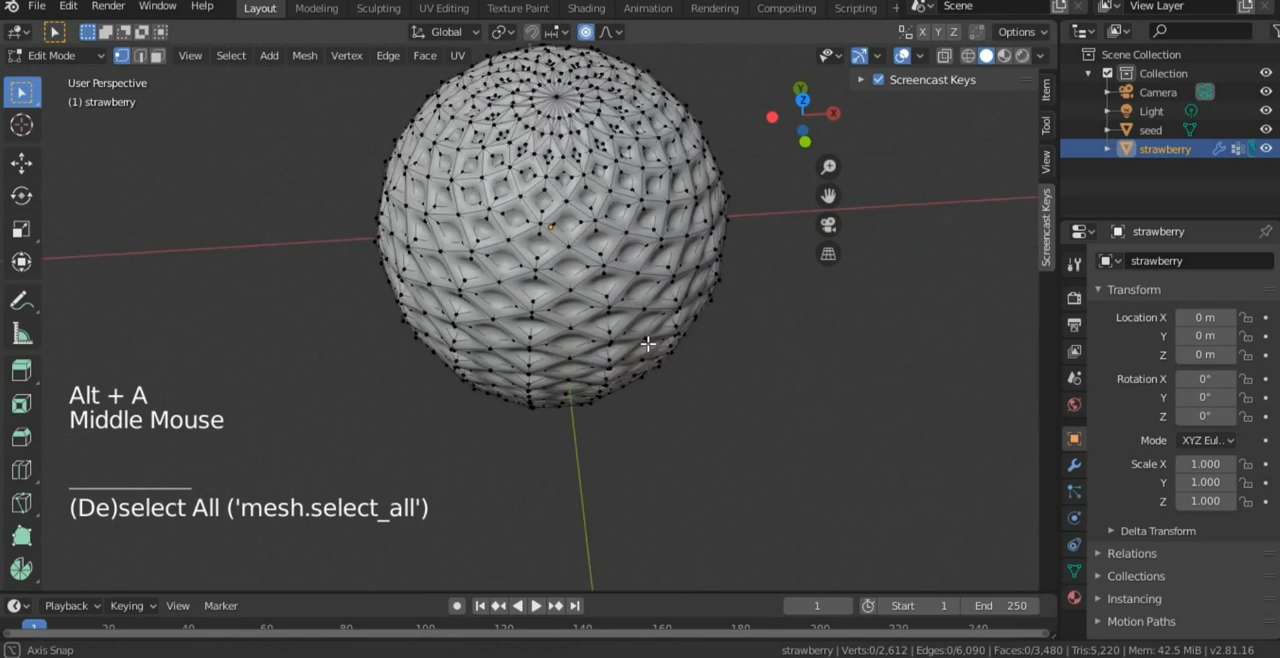 File Edit Render Window Help Layout Modeling Sculpting UV Editing Texture Paint Shading Animation Rendering Compositing Scripting Scene View Layer
Global X Y Z Options
Edit Mode View Select Add Mesh Vertex Edge Face UV
User Perspective
(1) strawberry
Screencast Keys
Y
Z
X
Item
Tool
View
Screencast Keys
Alt + A
Middle Mouse
(De)select All ('mesh.select_all')
Scene Collection
Collection
Camera
Light
seed
strawberry
strawberry
strawberry
Transform
Location X 0 m
Y 0 m
Z 0 m
Rotation X 0°
Y 0°
Z 0°
Mode XYZ Eul..
Scale X 1.000
Y 1.000
Z 1.000
Delta Transform
Relations
Collections
Instancing
Motion Paths
Playback Keying View Marker 1 Start 1 End 250
1 20 40 60 80 100 120 140 160 180 200 220 240
Axis Snap
strawberry | Verts:0/2,612 | Edges:0/6,090 | Faces:0/3,480 | Tris:5,220 | Mem: 42.5 MiB | v2.81.16